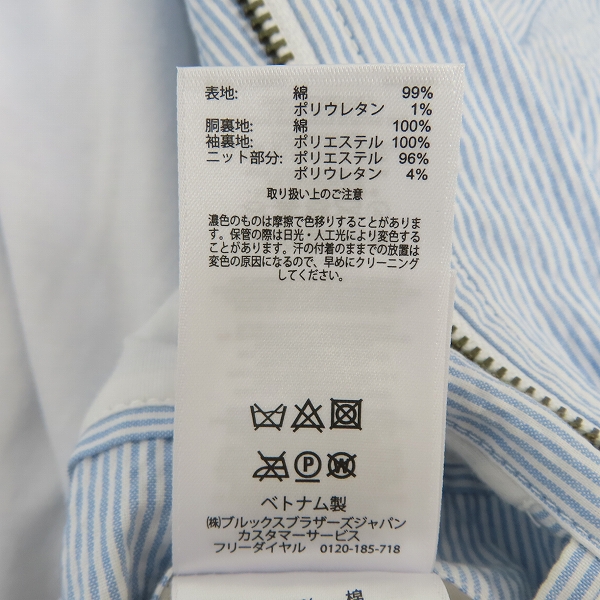 表地: 綿 99%
ポリウレタン 1%
胴裏地: 綿 100%
袖裏地: ポリエステル 100%
ニット部分: ポリエステル 96%
ポリウレタン 4%
取り扱い上のご注意
濃色のものは摩擦で色移りすることがありま
す。保管の際は日光・人工光により変色する
ことがあります。汗の付着のままでの放置は
変色の原因になるので、早めにクリーニング
してください。
P W
ベトナム製
(株)ブルックスブラザーズジャパン
カスタマーサービス
フリーダイヤル 0120-185-718
棉